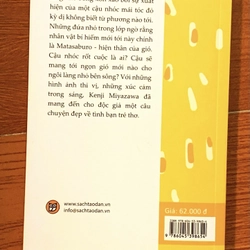 hiện của cậu nhóc mái tóc đỏ
kỳ dị không biết từ phương nào tới.
Những đứa nhỏ trong lớp ngờ rằng
nhân vật bí hiểm mới tới này chính
là Matasaburo - hiện thân của gió.
Cậu nhóc rốt cuộc là ai? Cậu sẽ
mang tới ngọn gió mới nào cho
ngôi làng nhỏ bên sông? Với những
hình ảnh thi vị, những xúc cảm
trong sáng, Kenji Miyazawa đã
mang đến cho độc giả một câu
chuyện đẹp về tình bạn trẻ thơ.
www.sachtaodan.vn
info@sachtaodan.vn
Giá: 62.000 đ
9 786045 398654